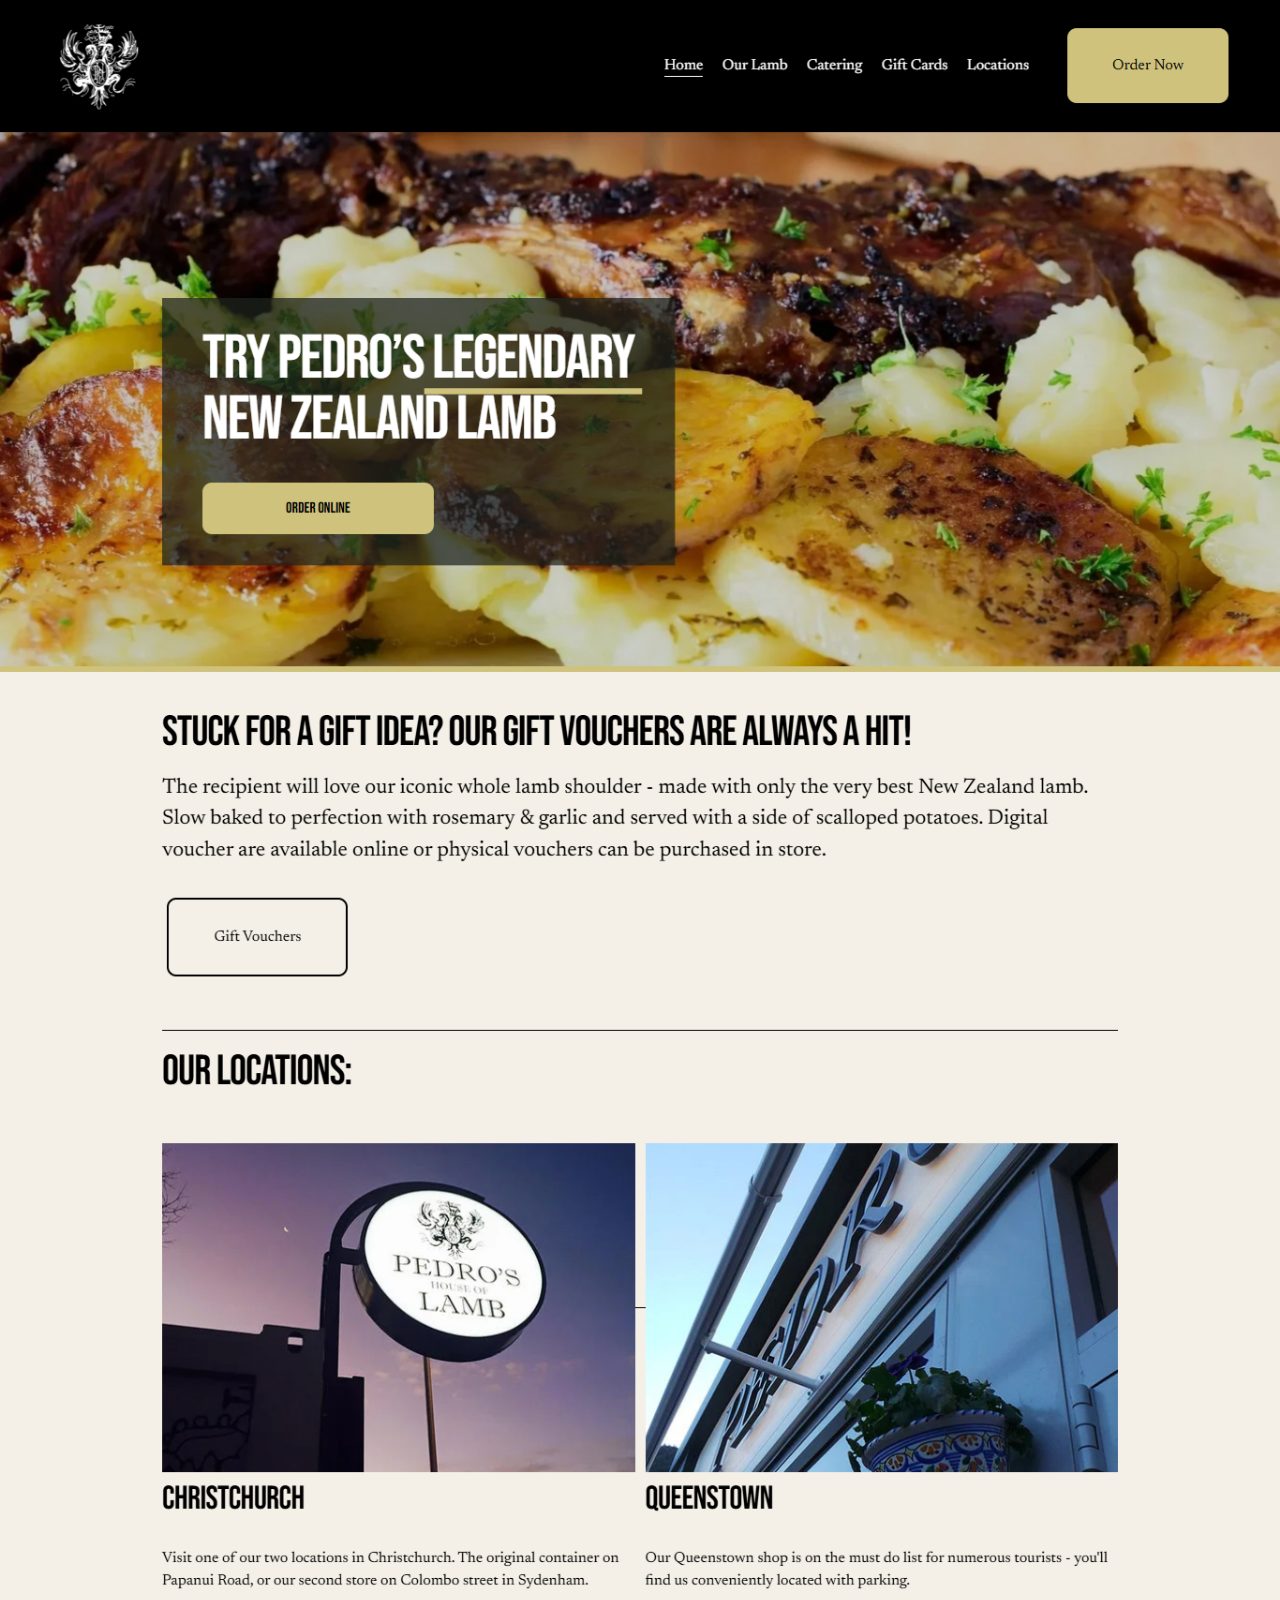 Home Our Lamb Catering Gift Cards Locations Order Now
TRY PEDRO'S LEGENDARY
NEW ZEALAND LAMB
ORDER ONLINE
STUCK FOR A GIFT IDEA? OUR GIFT VOUCHERS ARE ALWAYS A HIT!
The recipient will love our iconic whole lamb shoulder - made with only the very best New Zealand lamb.
Slow baked to perfection with rosemary & garlic and served with a side of scalloped potatoes. Digital
voucher are available online or physical vouchers can be purchased in store.
Gift Vouchers
OUR LOCATIONS:
PEDRO'S
HOUSE OF
LAMB
CHRISTCHURCH
Visit one of our two locations in Christchurch. The original container on
Papanui Road, or our second store on Colombo street in Sydenham.
QUEENSTOWN
Our Queenstown shop is on the must do list for numerous tourists - you'll
find us conveniently located with parking.